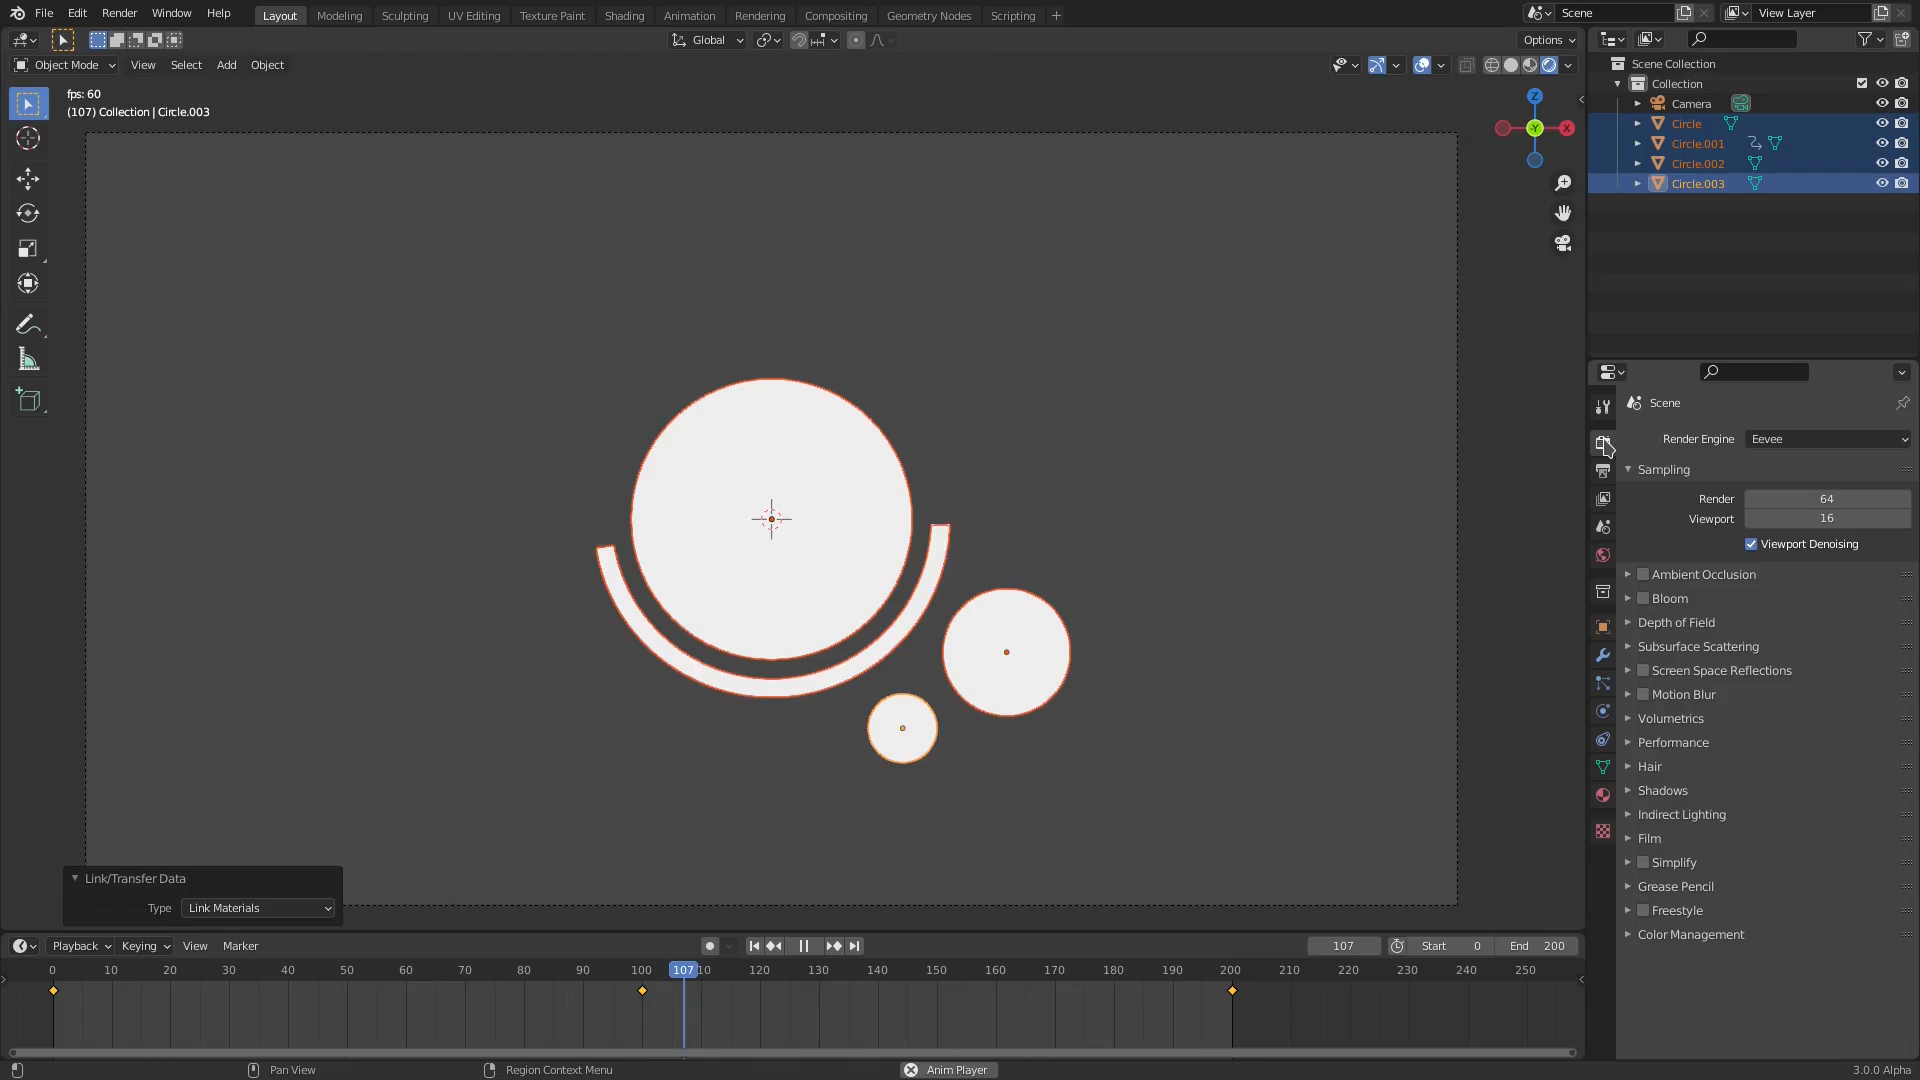 File Edit Render Window Help Layout Modeling Sculpting UV Editing Texture Paint Shading Animation Rendering Compositing Geometry Nodes Scripting + Scene View Layer
Global Options
Object Mode View Select Add Object
fps: 60
(107) Collection | Circle.003
Z
Y
X
Scene Collection
Collection
Camera
Circle
Circle.001
Circle.002
Circle.003
Scene
Render Engine Eevee
Sampling
Render 64
Viewport 16
Viewport Denoising
Ambient Occlusion
Bloom
Depth of Field
Subsurface Scattering
Screen Space Reflections
Motion Blur
Volumetrics
Performance
Hair
Shadows
Indirect Lighting
Film
Simplify
Grease Pencil
Freestyle
Color Management
Link/Transfer Data
Type Link Materials
Playback Keying View Marker 107 Start 0 End 200
0 10 20 30 40 50 60 70 80 90 100 107 10 120 130 140 150 160 170 180 190 200 210 220 230 240 250
Pan View Region Context Menu Anim Player 3.0.0 Alpha